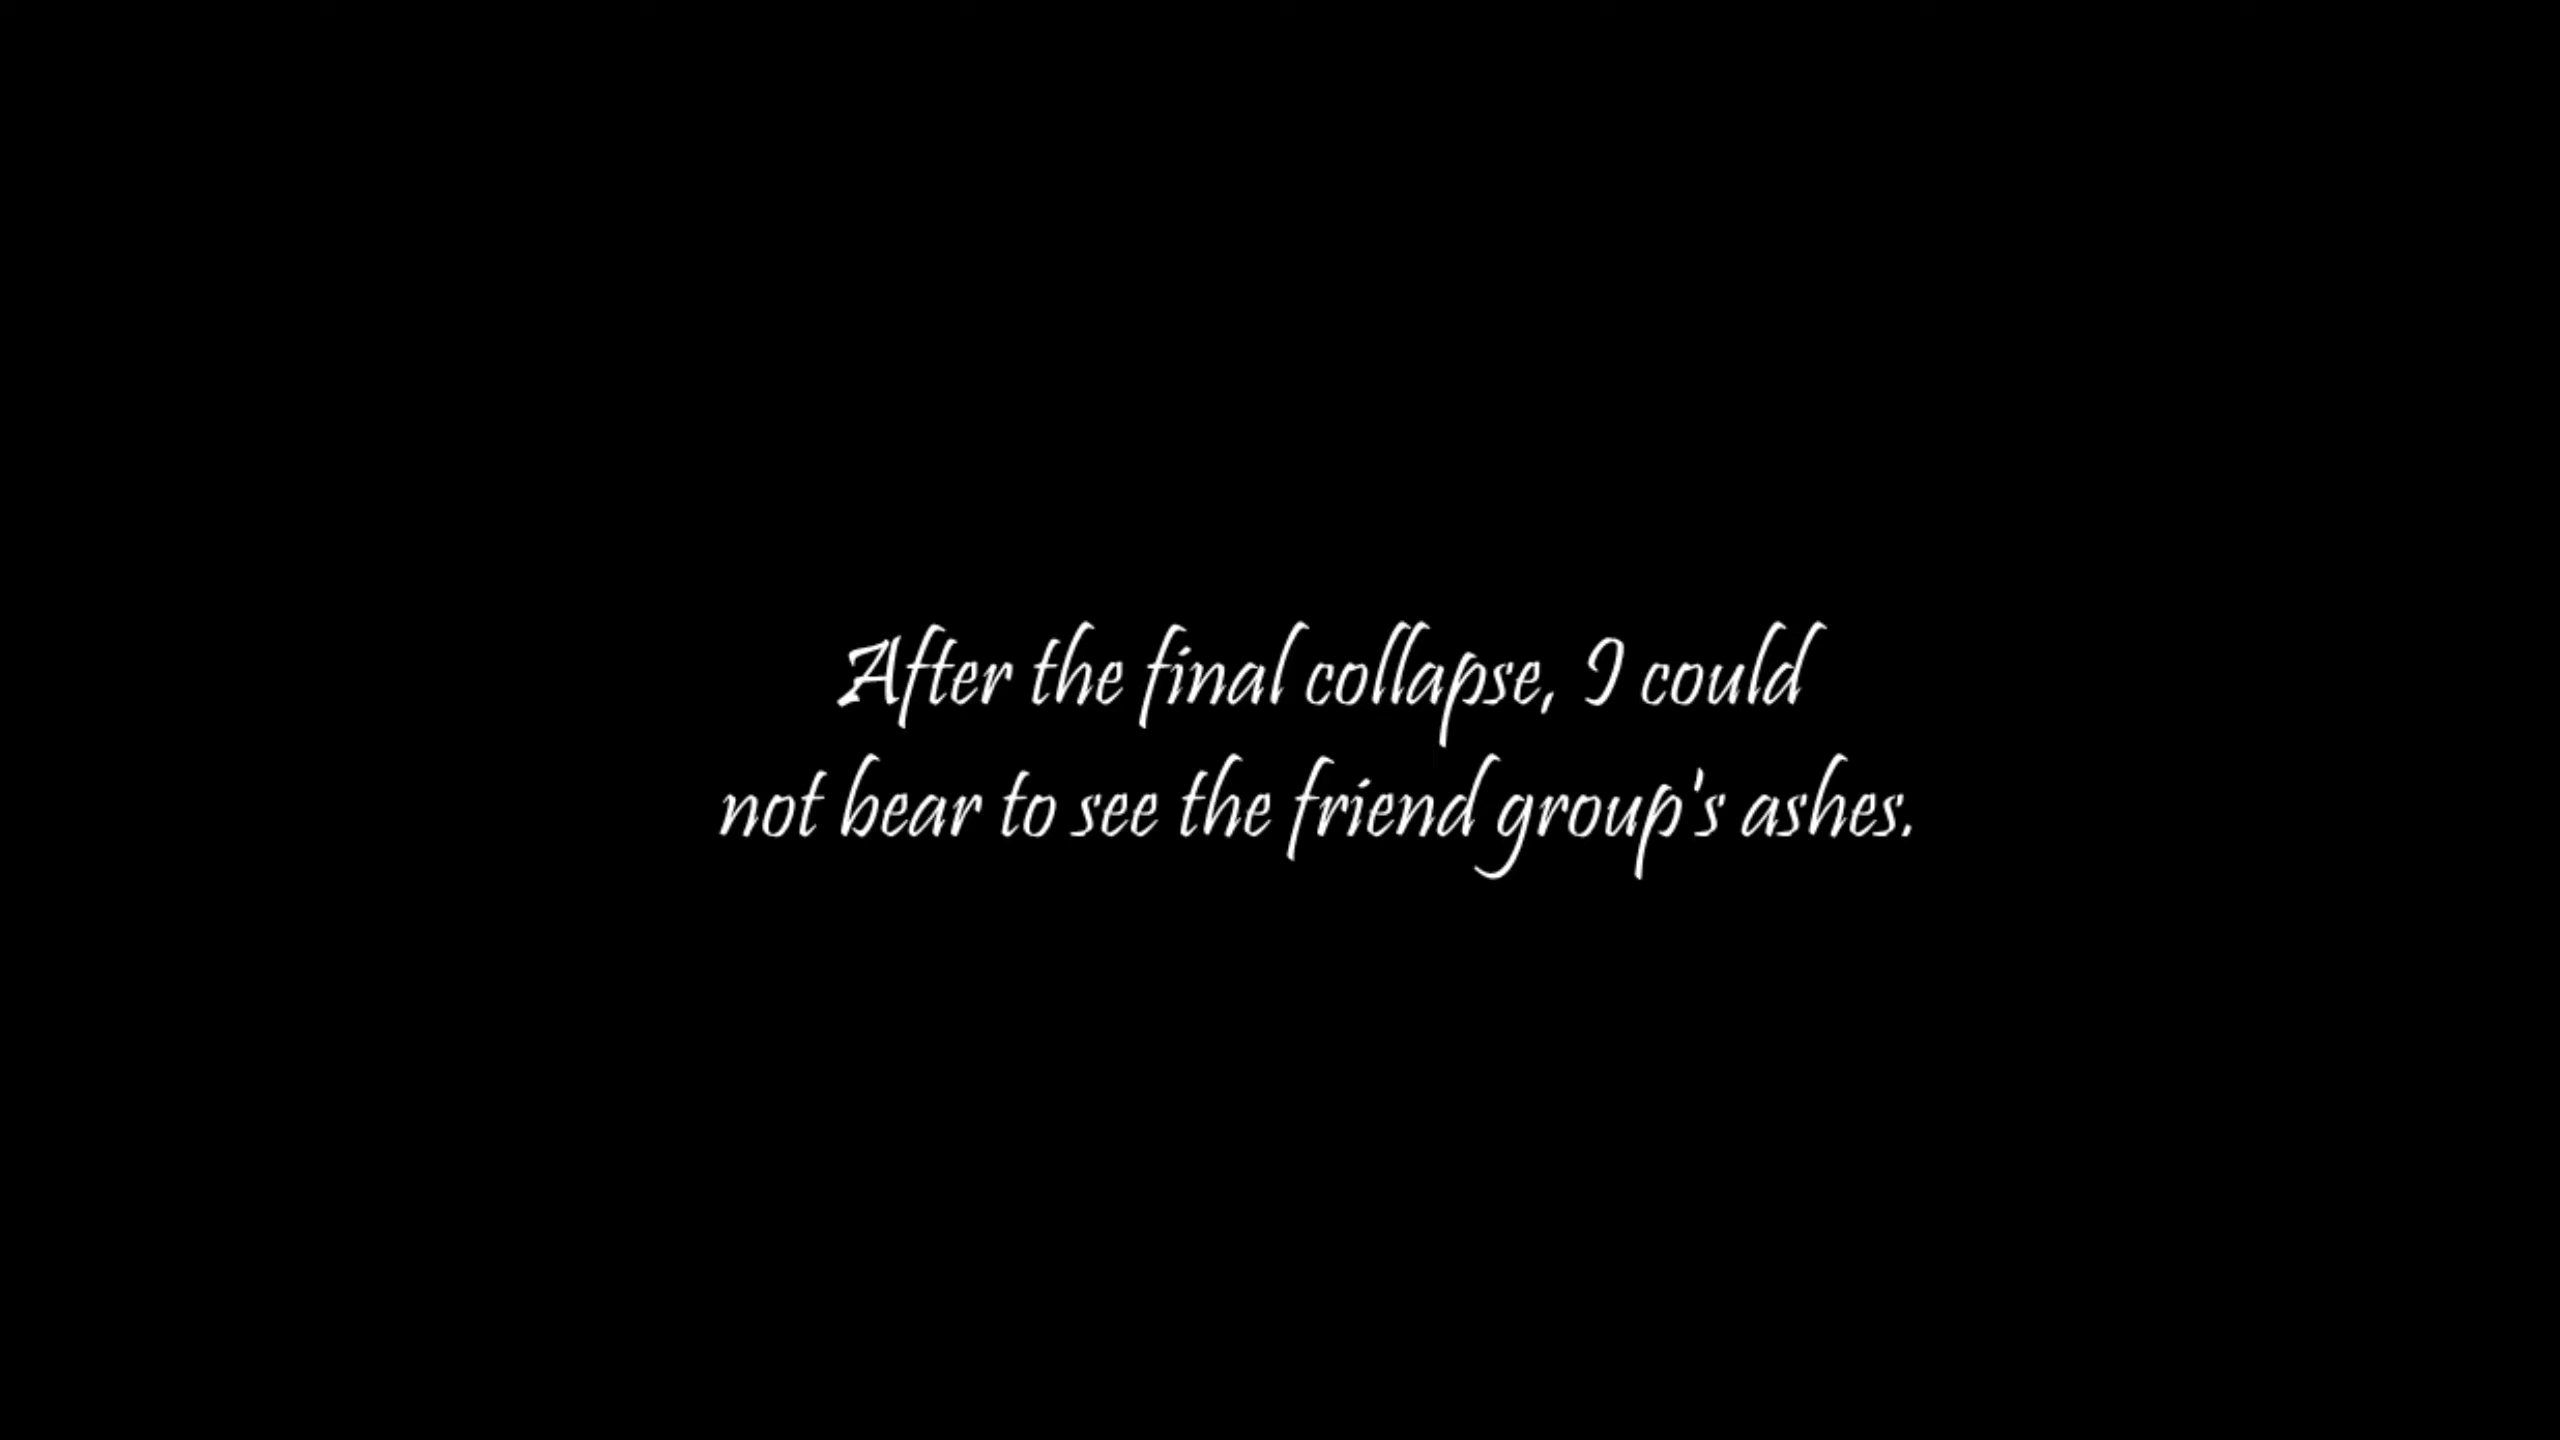 After the final collapse, I could
not bear to see the friend group's ashes.